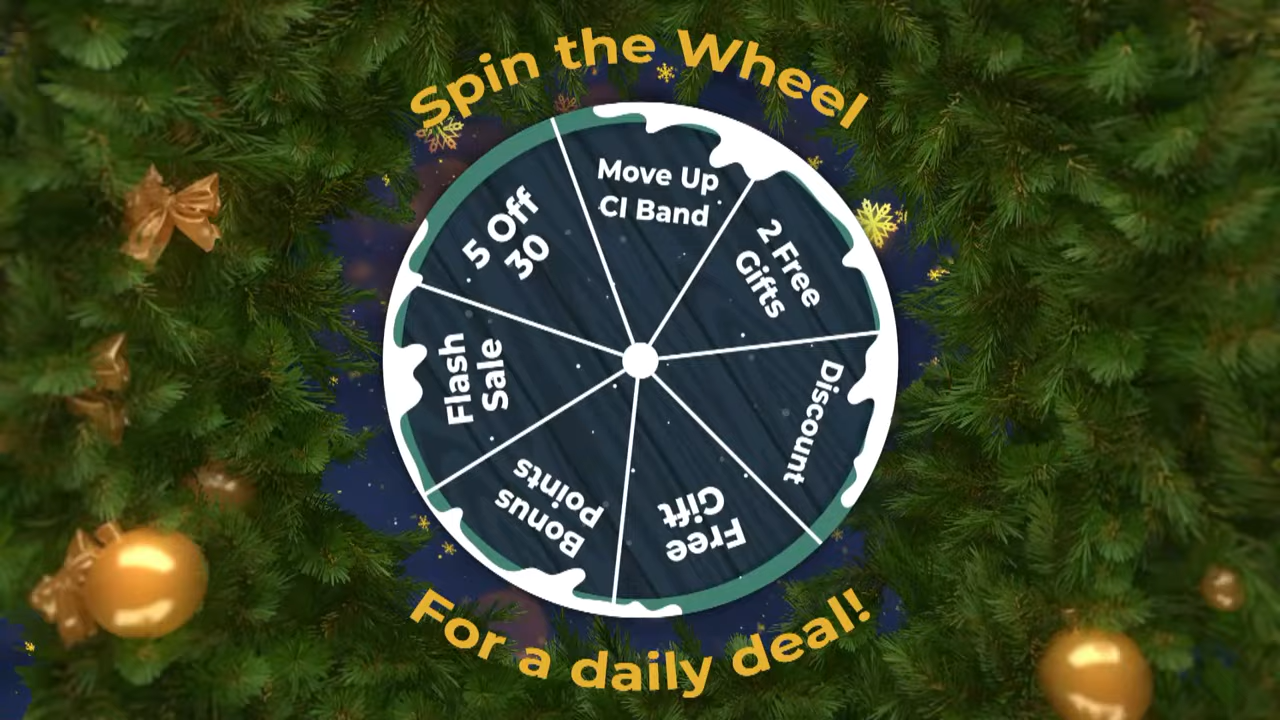 Spin the Wheel
Move Up
CI Band
2 Free
Gifts
Discount
Free
Gift
Bonus
Points
Flash
Sale
5 Off
30
For a daily deal!